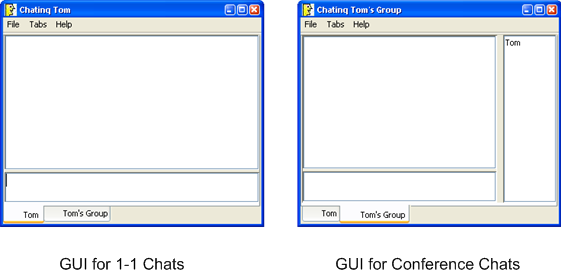 Chating Tom
File Tabs Help
Tom Tom's Group
GUI for 1-1 Chats
Chating Tom's Group
File Tabs Help
Tom
Tom Tom's Group
GUI for Conference Chats